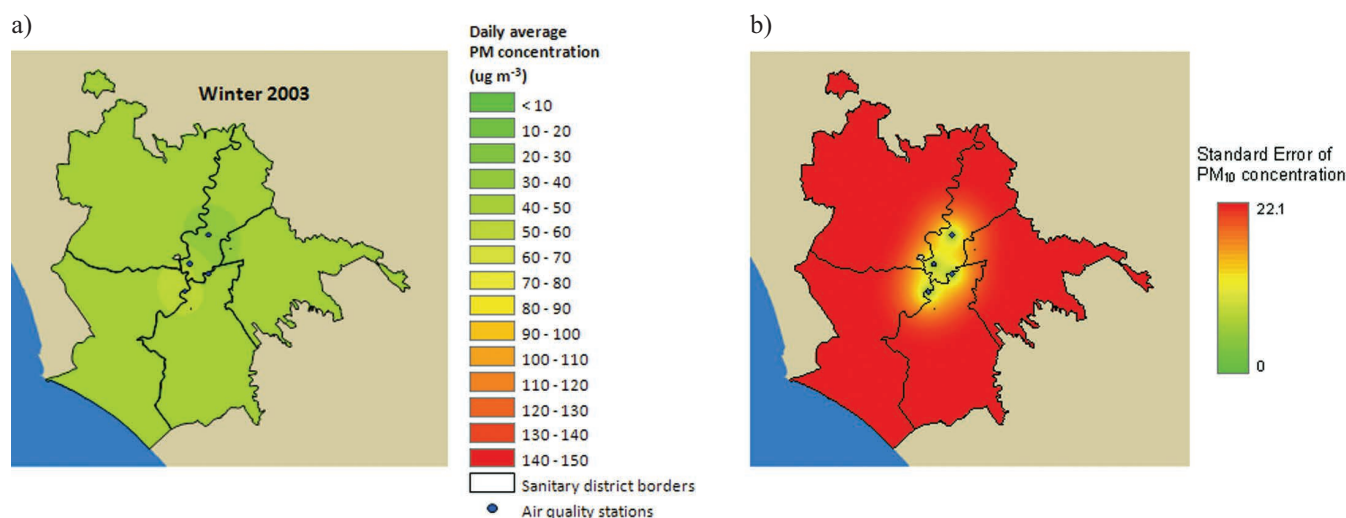 a)
Winter 2003
Daily average
PM concentration
(ug m⁻³)
< 10
10 - 20
20 - 30
30 - 40
40 - 50
50 - 60
60 - 70
70 - 80
80 - 90
90 - 100
100 - 110
110 - 120
120 - 130
130 - 140
140 - 150
Sanitary district borders
Air quality stations
b)
Standard Error of
PM₁₀ concentration
22.1
0